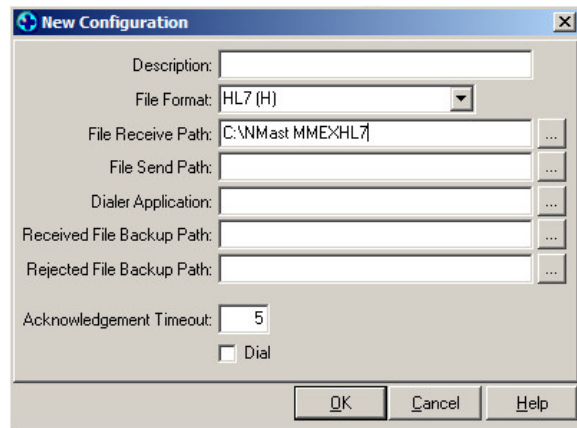 New Configuration
Description:
File Format: HL7 (H)
File Receive Path: C:\NMast MMEXHL7 ...
File Send Path: ...
Dialer Application: ...
Received File Backup Path: ...
Rejected File Backup Path: ...
Acknowledgement Timeout: 5
Dial
OK Cancel Help